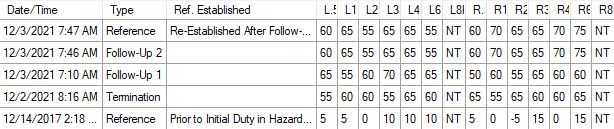 Date/Time Type Ref. Established L.5 L1 L2 L3 L4 L6 L8 R.5 R1 R2 R3 R4 R6 R8
12/3/2021 7:47 AM Reference Re-Established After Follow-... 60 65 55 65 65 55 NT 60 70 65 65 70 75 NT
12/3/2021 7:46 AM Follow-Up 2 60 65 55 65 65 55 NT 60 70 65 65 70 75 NT
12/3/2021 7:10 AM Follow-Up 1 65 55 60 70 65 65 NT 50 60 55 65 60 60 NT
12/2/2021 8:16 AM Termination 55 60 60 55 65 60 NT 55 60 65 55 60 60 NT
12/14/2017 2:18 ... Reference Prior to Initial Duty in Hazard... 5 5 0 10 10 10 NT 5 0 -5 15 0 15 NT